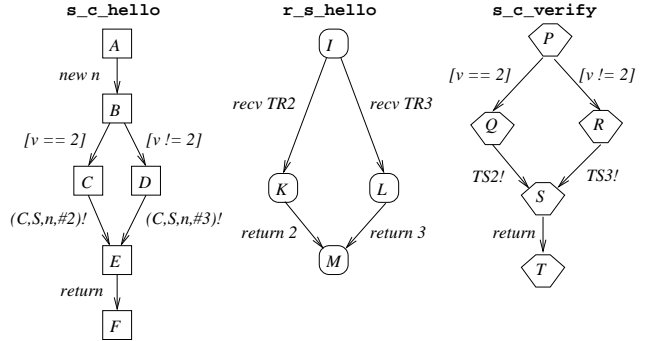 s_c_hello r_s_hello s_c_verify
A I P
new n [v == 2] [v != 2]
B recv TR2 recv TR3
[v == 2] [v != 2] Q R
C D K L TS2! TS3!
(C,S,n,#2)! (C,S,n,#3)! S
return 2 return 3 return
E M T
return
F